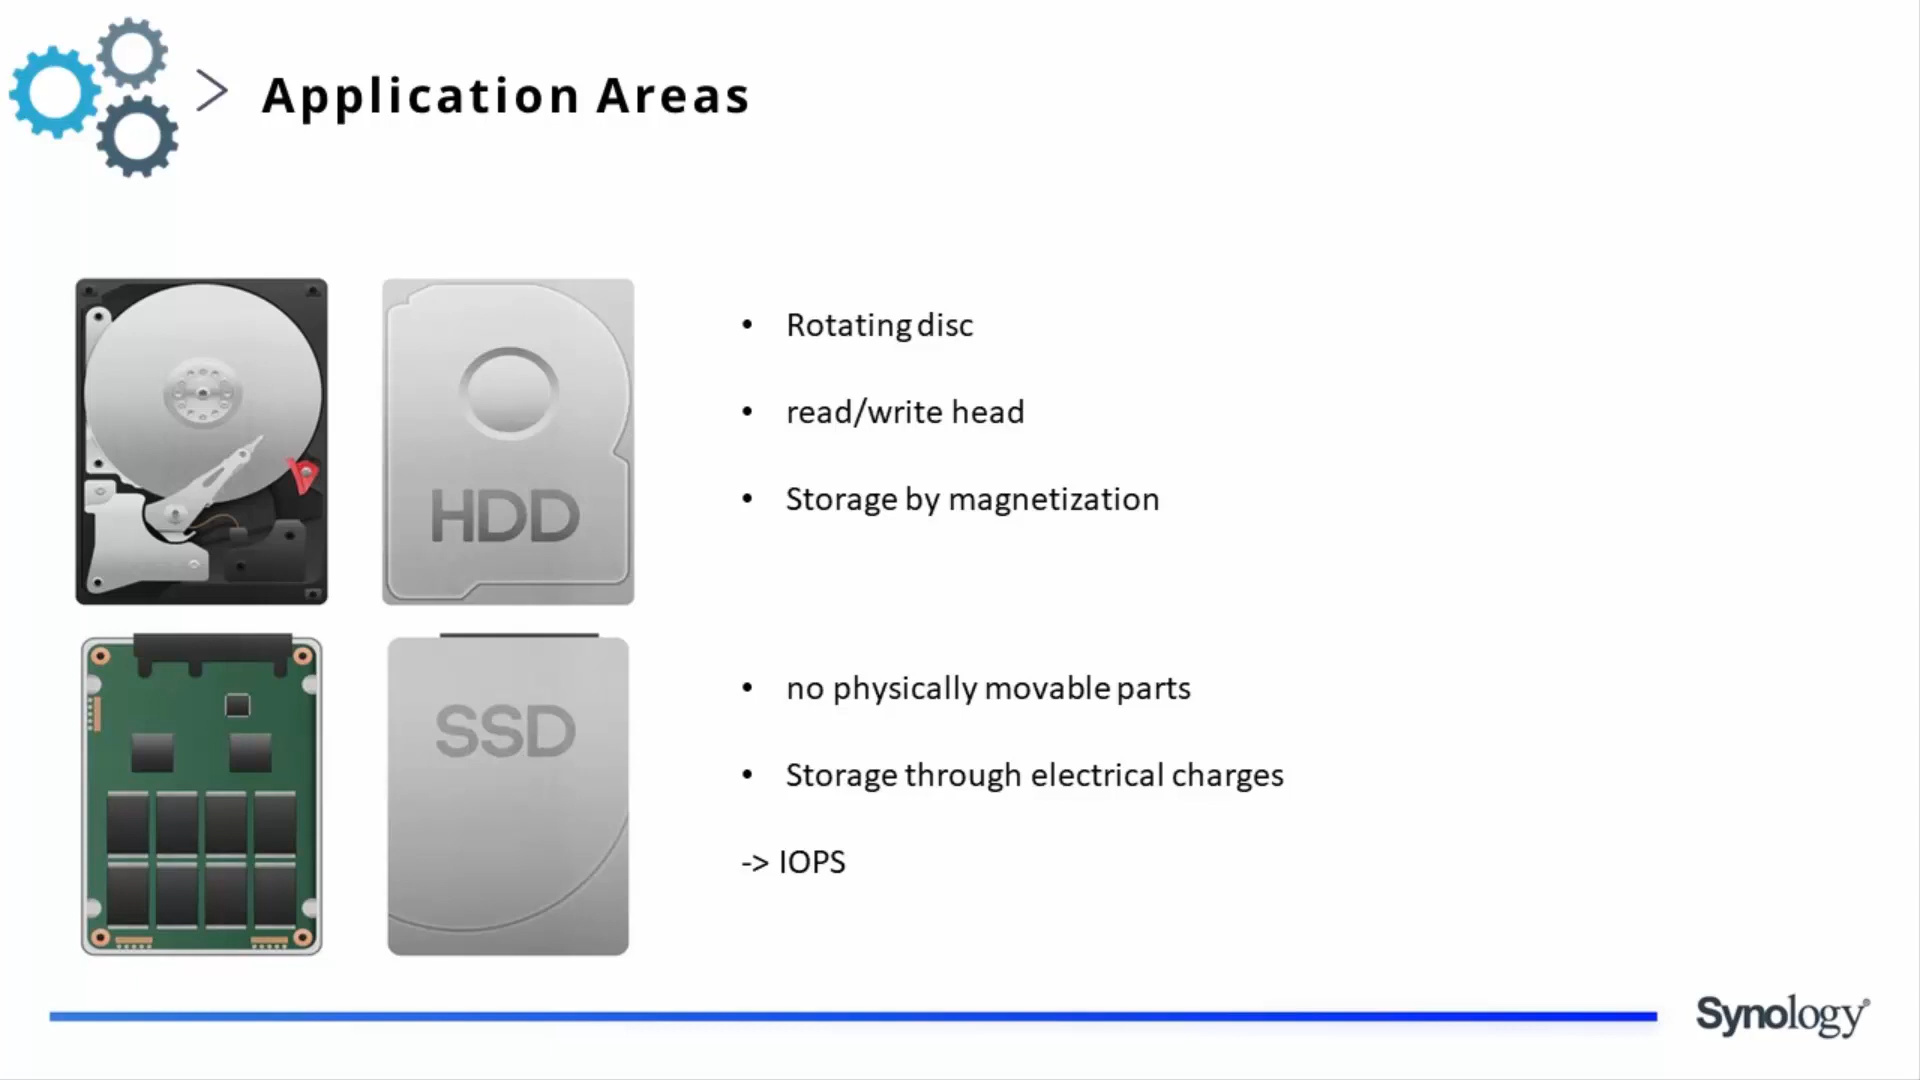 Application Areas
HDD
• Rotating disc
• read/write head
• Storage by magnetization
SSD
• no physically movable parts
• Storage through electrical charges
-> IOPS
Synology®